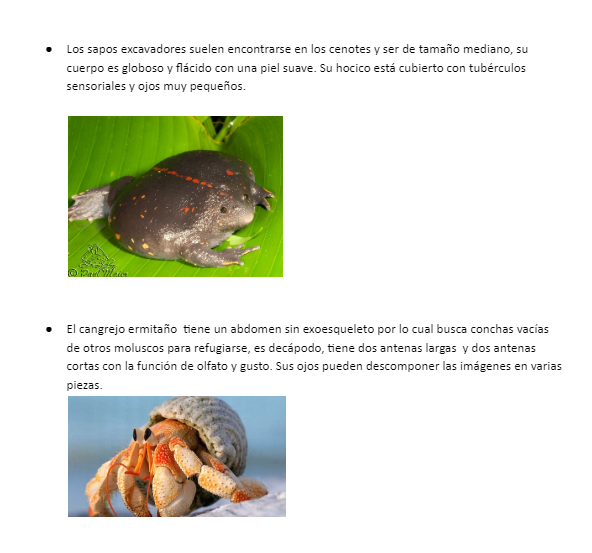 ● Los sapos excavadores suelen encontrarse en los cenotes y ser de tamaño mediano, su
cuerpo es globoso y flácido con una piel suave. Su hocico está cubierto con tubérculos
sensoriales y ojos muy pequeños.
● El cangrejo ermitaño tiene un abdomen sin exoesqueleto por lo cual busca conchas vacías
de otros moluscos para refugiarse, es decápodo, tiene dos antenas largas y dos antenas
cortas con la función de olfato y gusto. Sus ojos pueden descomponer las imágenes en varias
piezas.